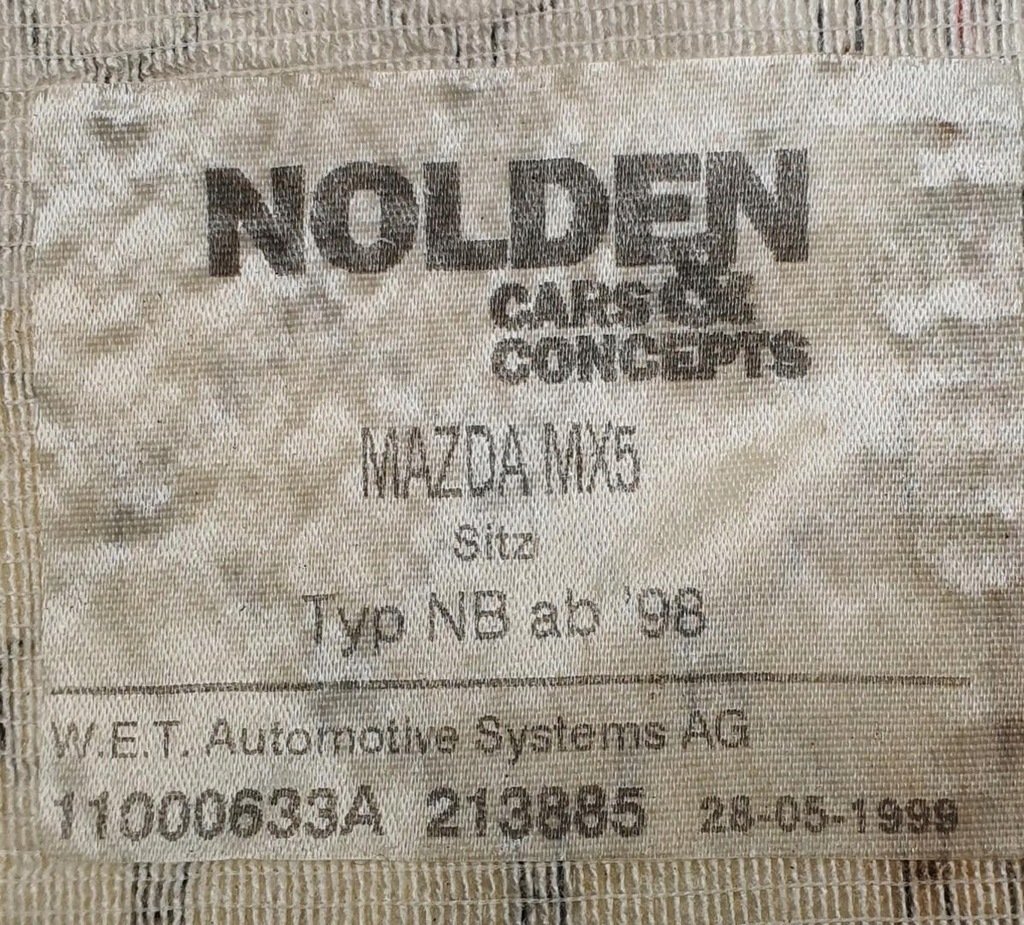 NOLDEN
CARS &
CONCEPTS
MAZDA MX5
Sitz
Typ NB ab '98
W.E.T. Automotive Systems AG
11000633A 213885 28-05-1999